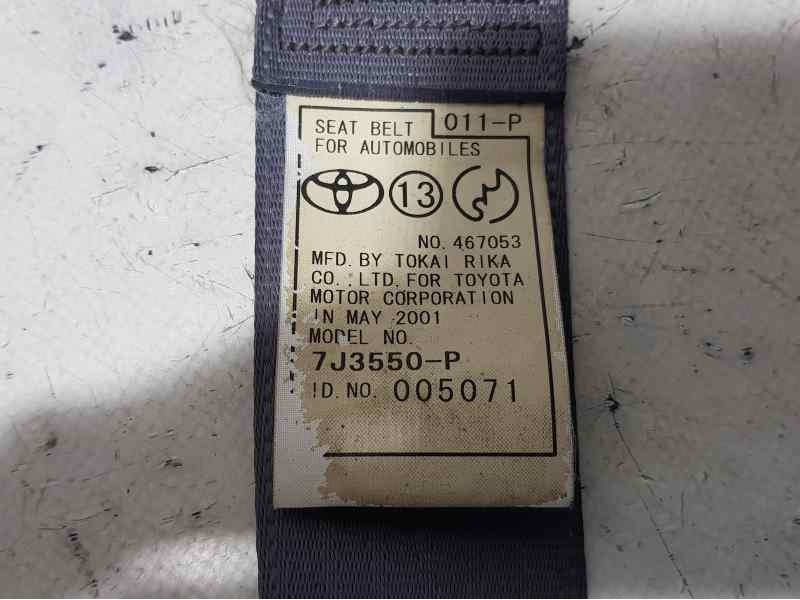 SEAT BELT 011-P
FOR AUTOMOBILES
13
NO. 467053
MFD. BY TOKAI RIKA
CO., LTD. FOR TOYOTA
MOTOR CORPORATION
IN MAY 2001
MODEL NO.
7J3550-P
ID. NO. 005071